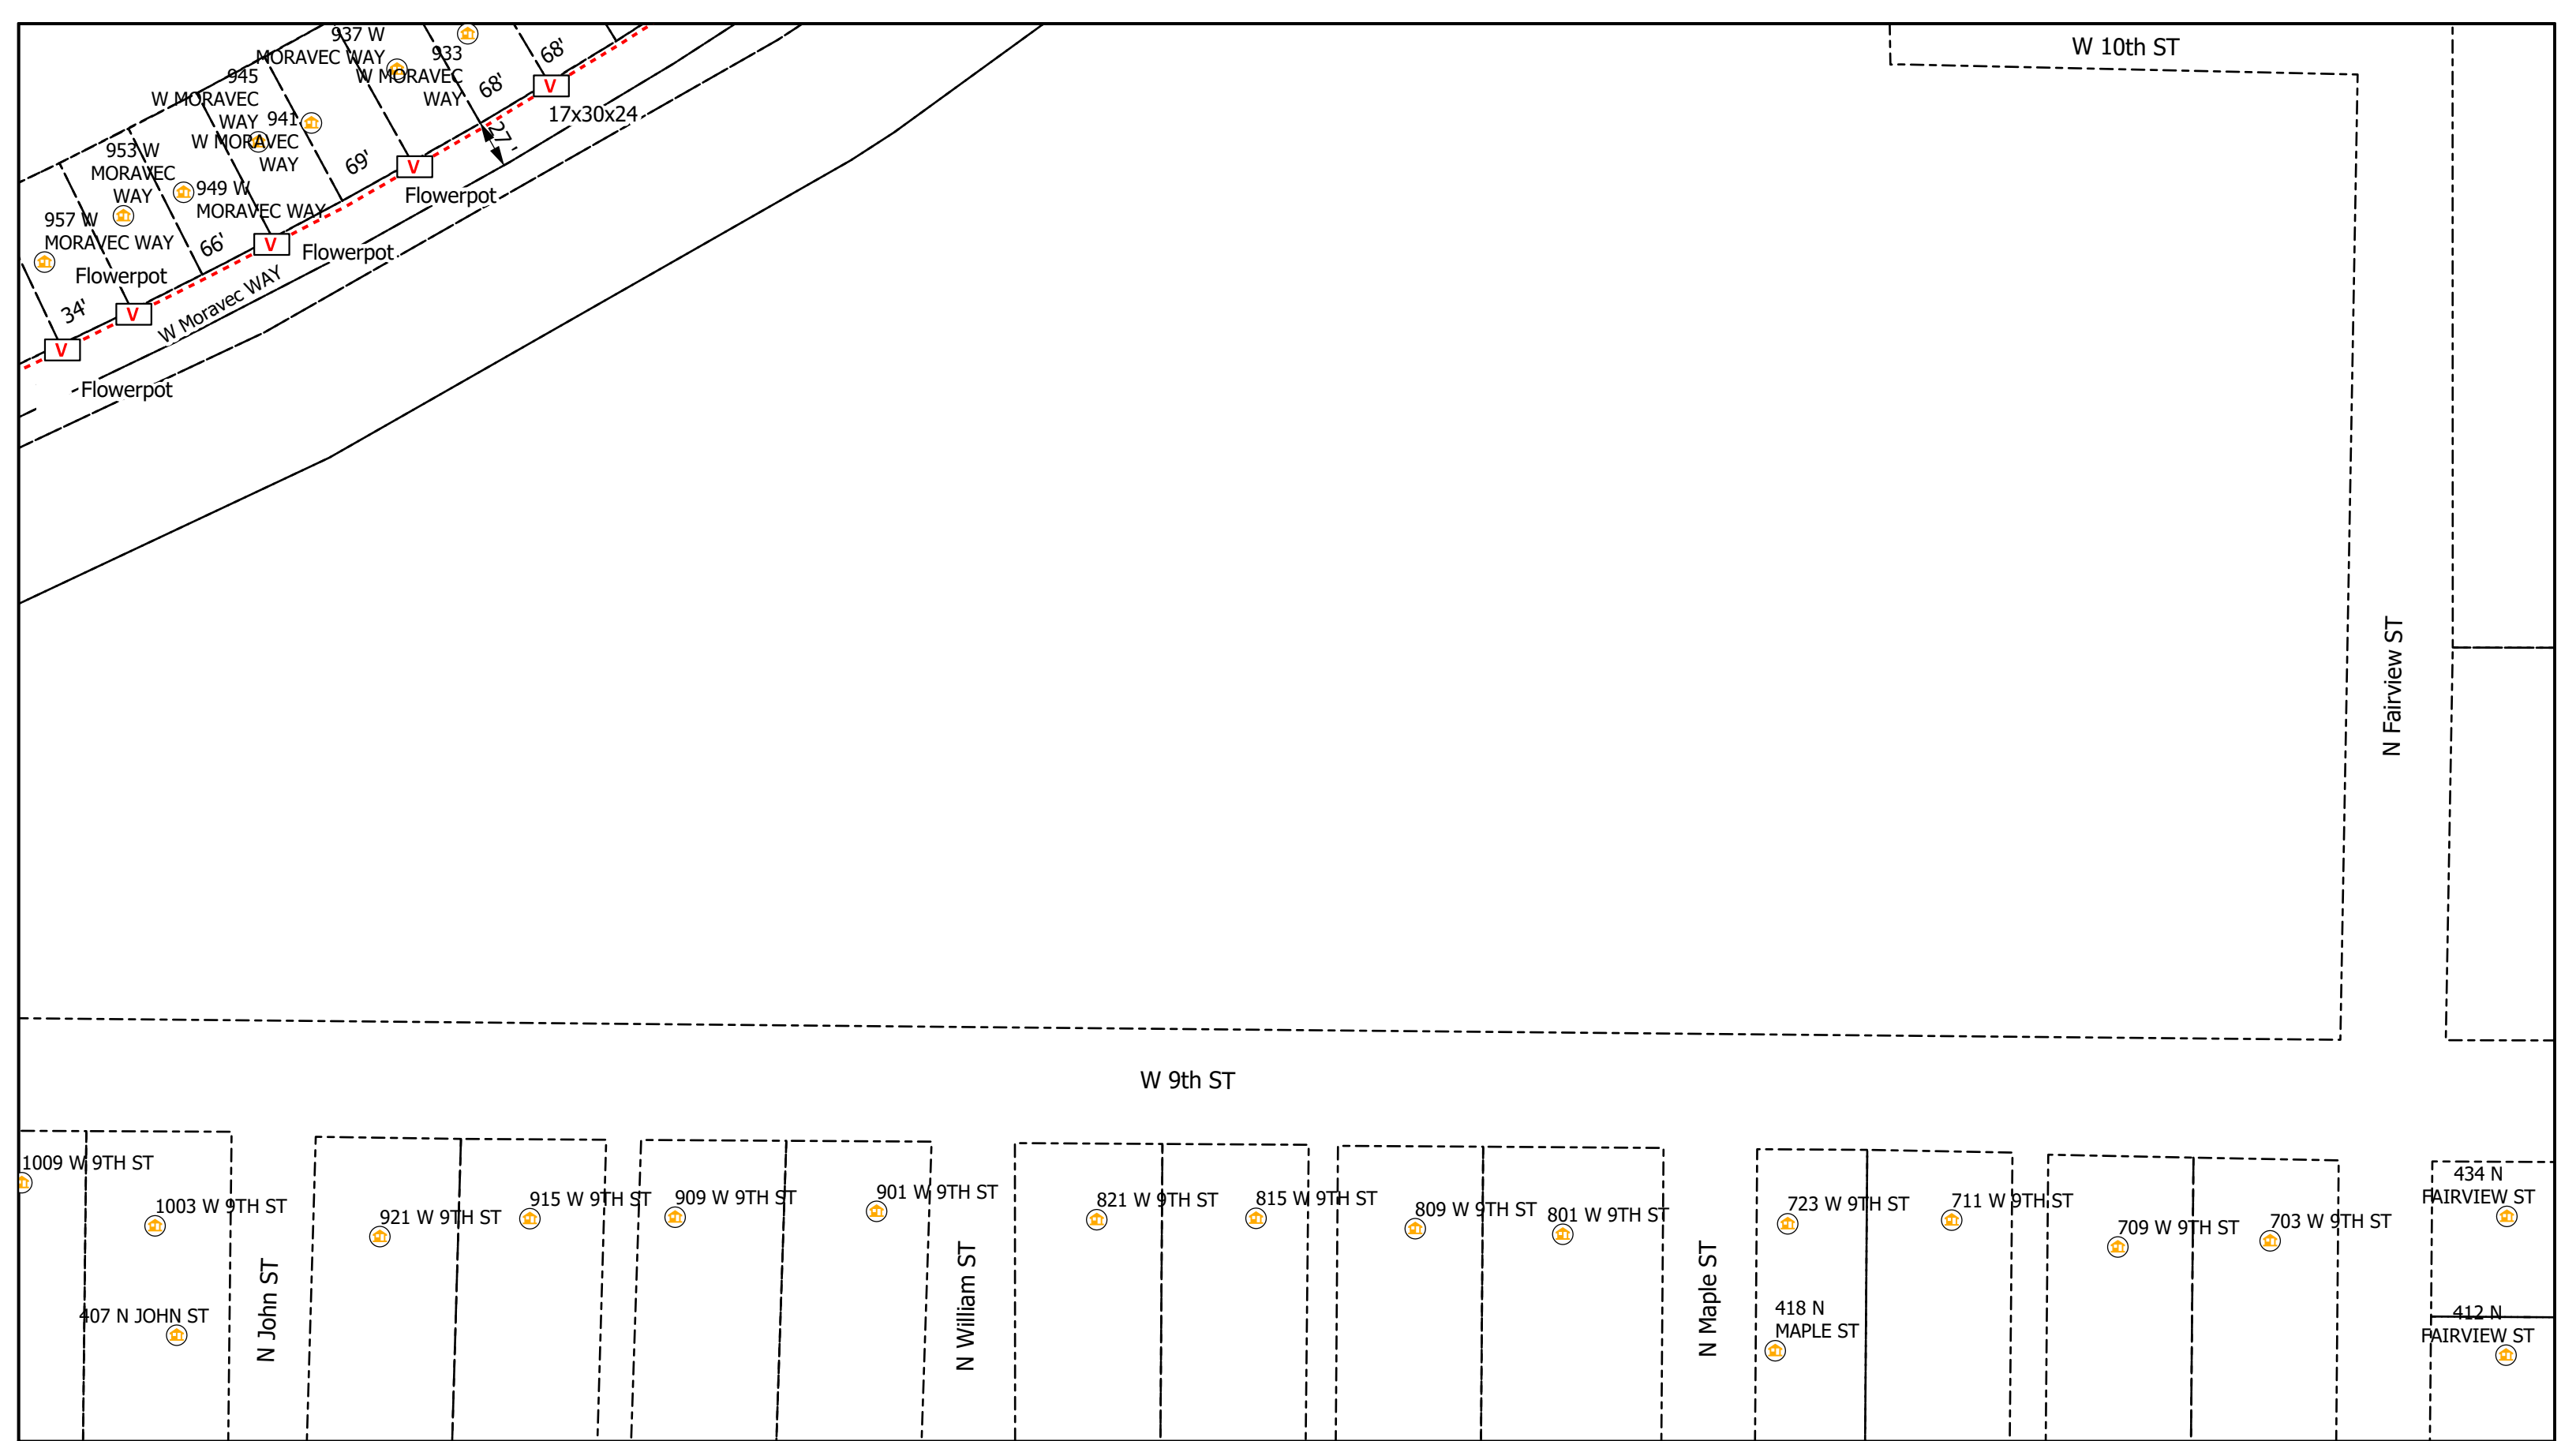 937 W
MORAVEC WAY
933
W MORAVEC
WAY
68'
68'
V
17x30x24
27'
945
W MORAVEC
WAY
941
W MORAVEC
WAY
69'
V
Flowerpot
953 W
MORAVEC
WAY
949 W
MORAVEC WAY
66'
V
Flowerpot
957 W
MORAVEC WAY
Flowerpot
34'
V
W Moravec WAY
V
Flowerpot
W 10th ST
N Fairview ST
W 9th ST
1009 W 9TH ST
1003 W 9TH ST
407 N JOHN ST
N John ST
921 W 9TH ST
915 W 9TH ST
909 W 9TH ST
901 W 9TH ST
N William ST
821 W 9TH ST
815 W 9TH ST
809 W 9TH ST
801 W 9TH ST
N Maple ST
723 W 9TH ST
418 N
MAPLE ST
711 W 9TH ST
709 W 9TH ST
703 W 9TH ST
434 N
FAIRVIEW ST
412 N
FAIRVIEW ST